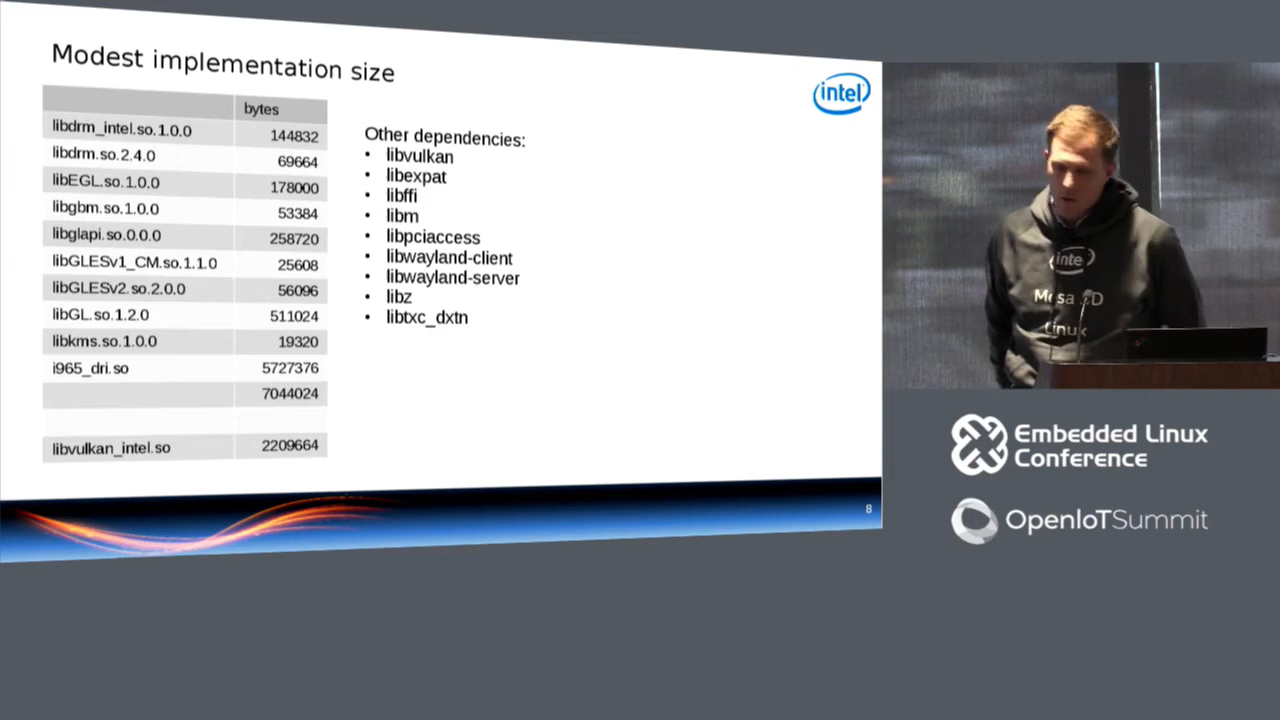 Modest implementation size
intel
bytes
libdrm_intel.so.1.0.0 144832
libdrm.so.2.4.0 69664
libEGL.so.1.0.0 178000
libgbm.so.1.0.0 53384
libglapi.so.0.0.0 258720
libGLESv1_CM.so.1.1.0 25608
libGLESv2.so.2.0.0 56096
libGL.so.1.2.0 511024
libkms.so.1.0.0 19320
i965_dri.so 5727376
7044024
libvulkan_intel.so 2209664
Other dependencies:
• libvulkan
• libexpat
• libffi
• libm
• libpciaccess
• libwayland-client
• libwayland-server
• libz
• libtxc_dxtn
8
intel
Mesa 3D
Linux
Embedded Linux
Conference
OpenIoTSummit